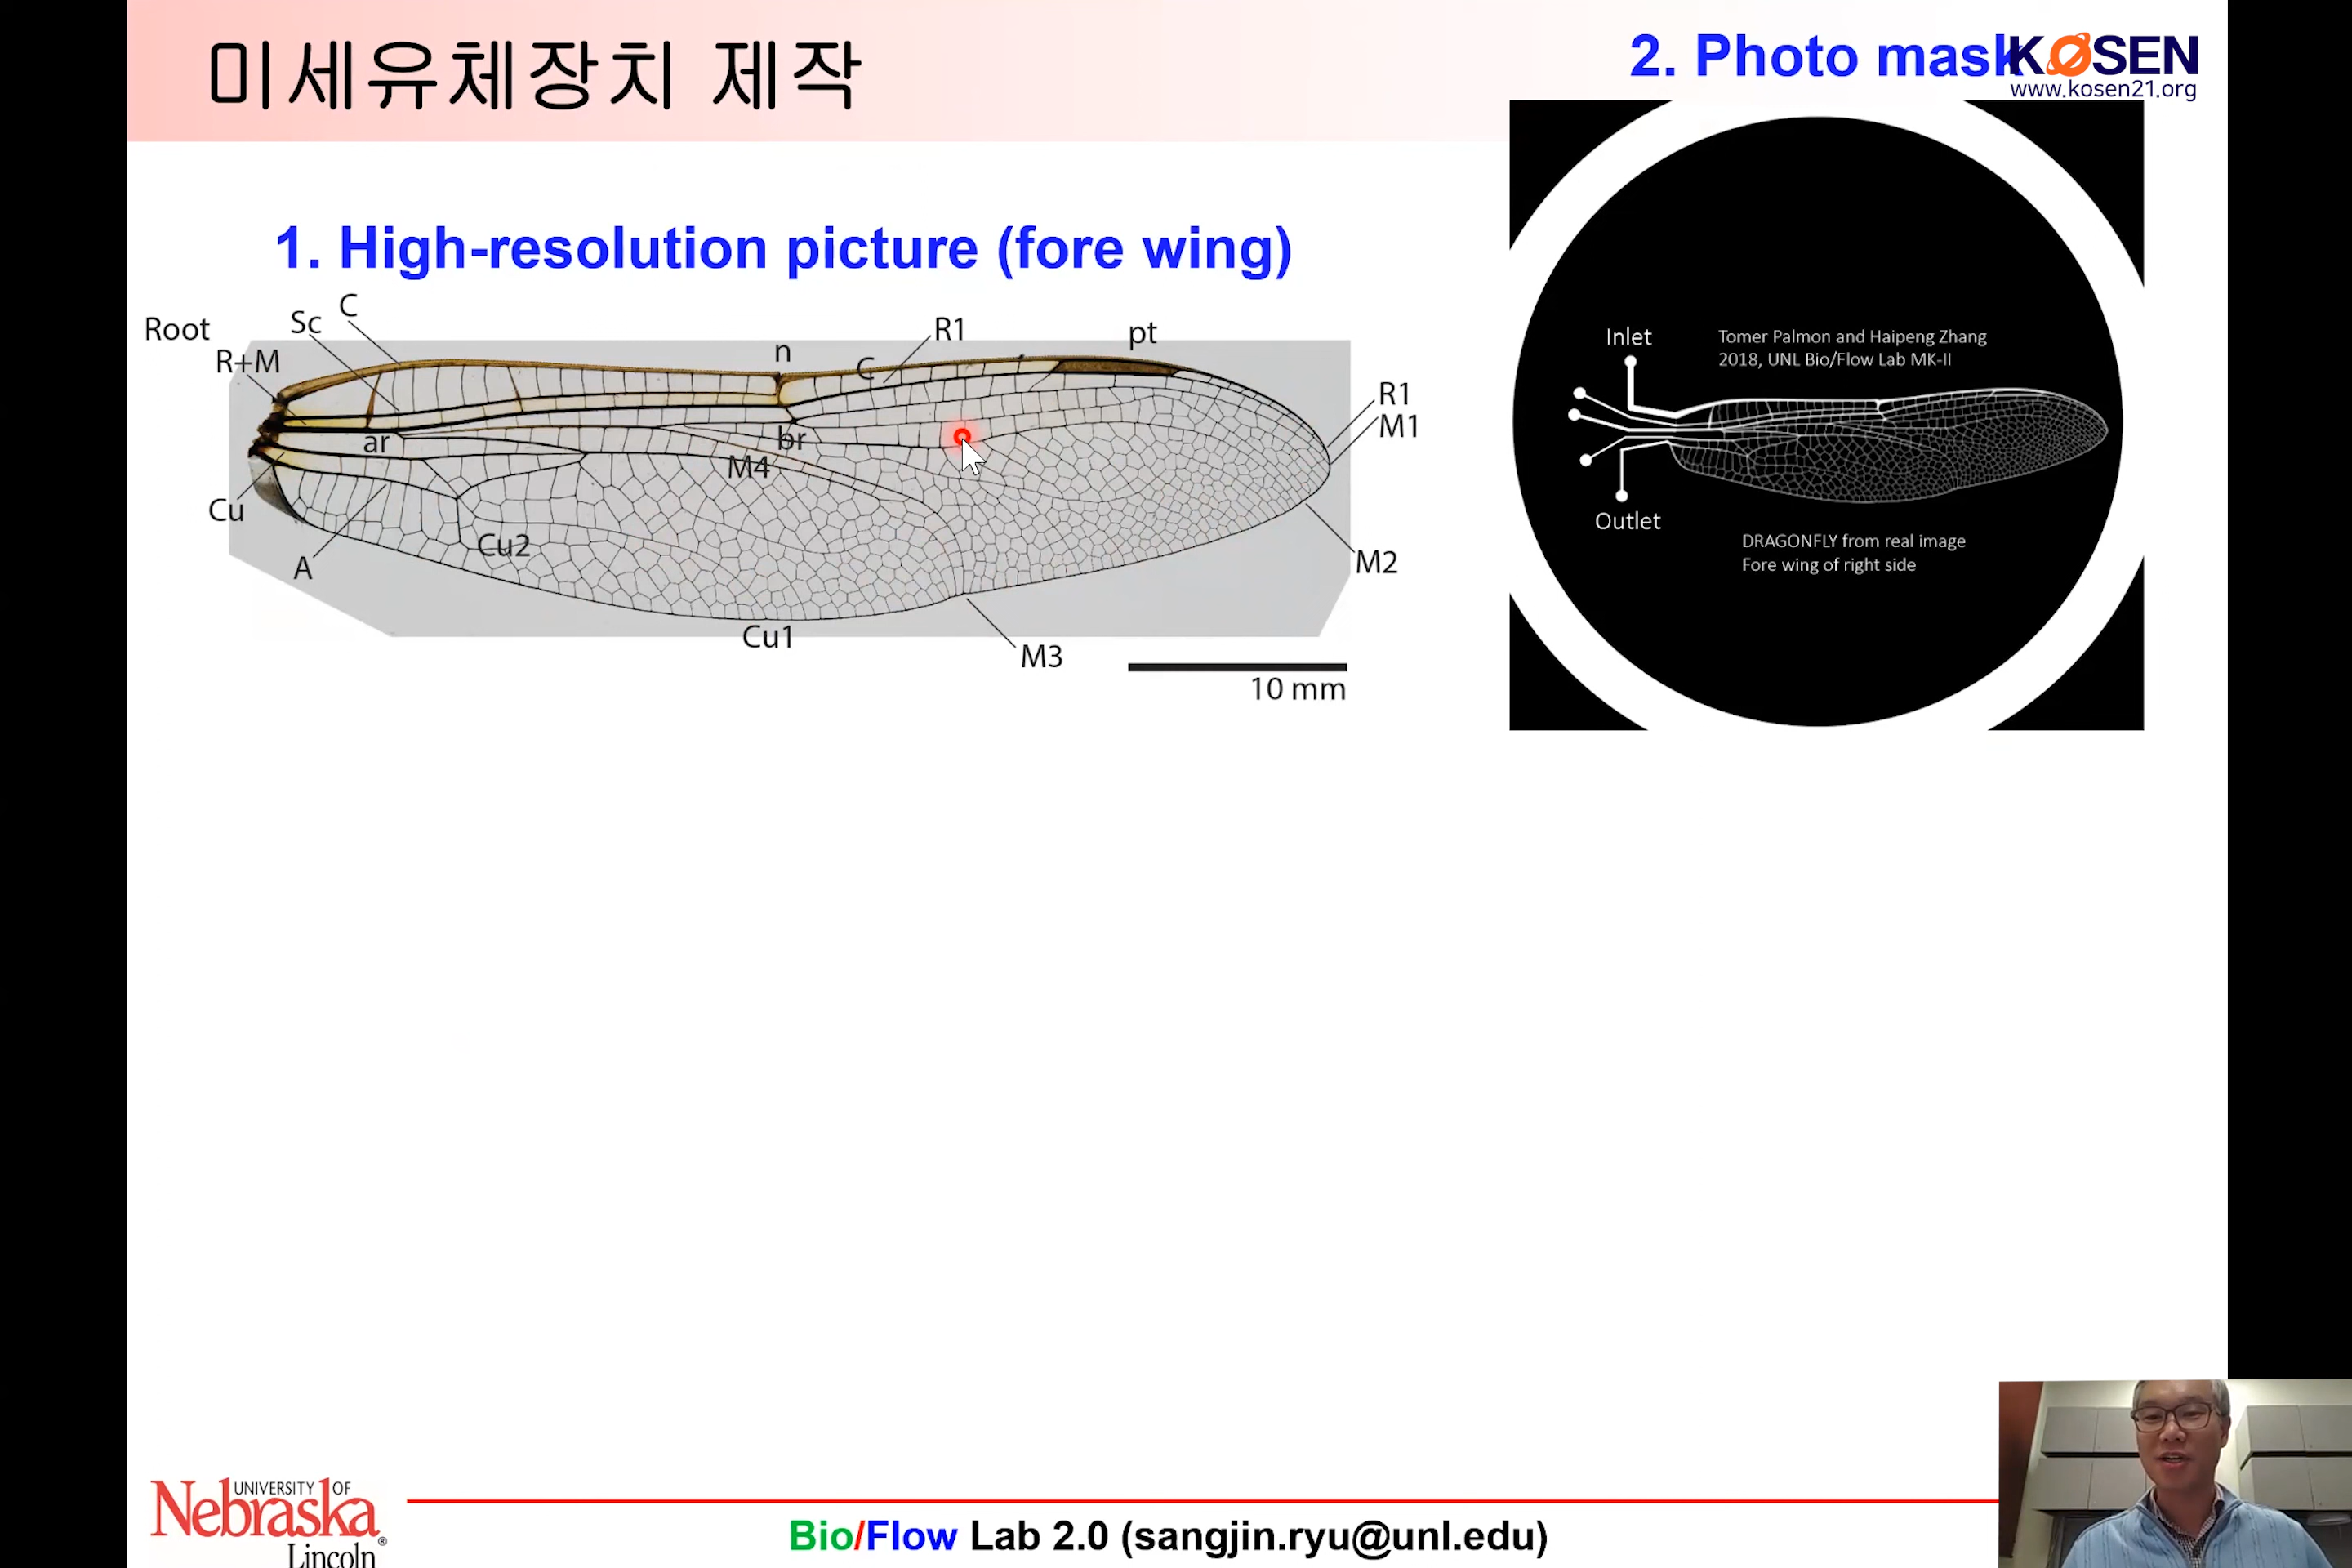 미세유체장치 제작
2. Photo mask
KOSEN
www.kosen21.org
1. High-resolution picture (fore wing)
Root
R+M
Sc
C
n
C
R1
pt
R1
M1
ar
br
M4
Cu
A
Cu2
Cu1
M2
M3
10 mm
Inlet
Tomer Palmon and Haipeng Zhang
2018, UNL Bio/Flow Lab MK-II
Outlet
DRAGONFLY from real image
Fore wing of right side
UNIVERSITY OF
Nebraska®
Lincoln
Bio/Flow Lab 2.0 (sangjin.ryu@unl.edu)